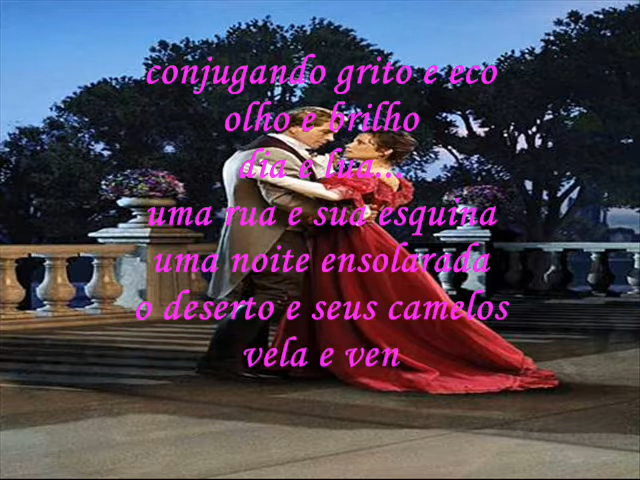 conjugando grito e eco
olho e brilho
dia e lua...
uma rua e sua esquina
uma noite ensolarada
o deserto e seus camelos
vela e ven